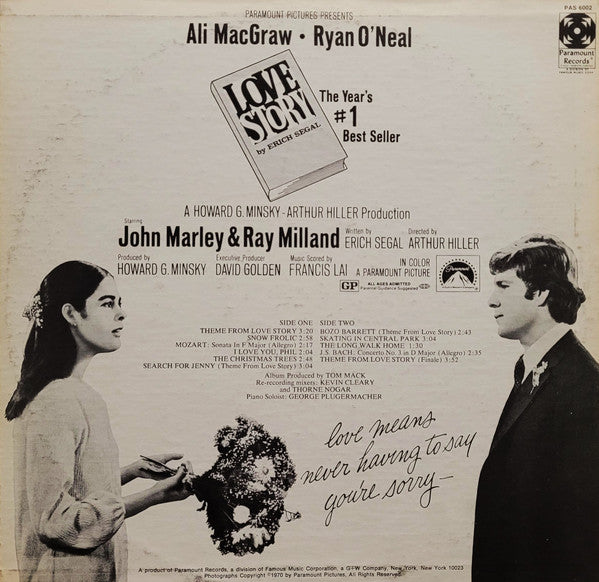 PARAMOUNT PICTURES PRESENTS
PAS 6002
Ali MacGraw • Ryan O'Neal
Paramount
Records
LOVE
STORY
by ERICH SEGAL
The Year's
#1
Best Seller
A HOWARD G. MINSKY - ARTHUR HILLER Production
Starring
John Marley & Ray Milland
Written by
ERICH SEGAL
Directed by
ARTHUR HILLER
Produced by
HOWARD G. MINSKY
Executive Producer
DAVID GOLDEN
Music Scored by
FRANCIS LAI
IN COLOR
A PARAMOUNT PICTURE
Paramount
GP
ALL AGES ADMITTED
Parental Guidance Suggested
SIDE ONE
THEME FROM LOVE STORY 3:20
SNOW FROLIC 2:58
MOZART: Sonata in F Major (Allegro) 2:17
I LOVE YOU, PHIL 2:04
THE CHRISTMAS TREES 2:48
SEARCH FOR JENNY (Theme From Love Story) 3:04
SIDE TWO
BOZO BARRETT (Theme From Love Story) 2:43
SKATING IN CENTRAL PARK 3:04
THE LONG WALK HOME 1:30
J.S. BACH: Concerto No. 3 in D Major (Allegro) 2:35
THEME FROM LOVE STORY (Finale) 3:52
Album Produced by TOM MACK
Re-recording mixers: KEVIN CLEARY
and THORNE NOGAR
Piano Soloist: GEORGE PLUGERMACHER
love means
never having to say
you're sorry—
A product of Paramount Records, a division of Famous Music Corporation, a G+W Company, New York, New York 10023
Photographs Copyright ©1970 by Paramount Pictures, All Rights Reserved